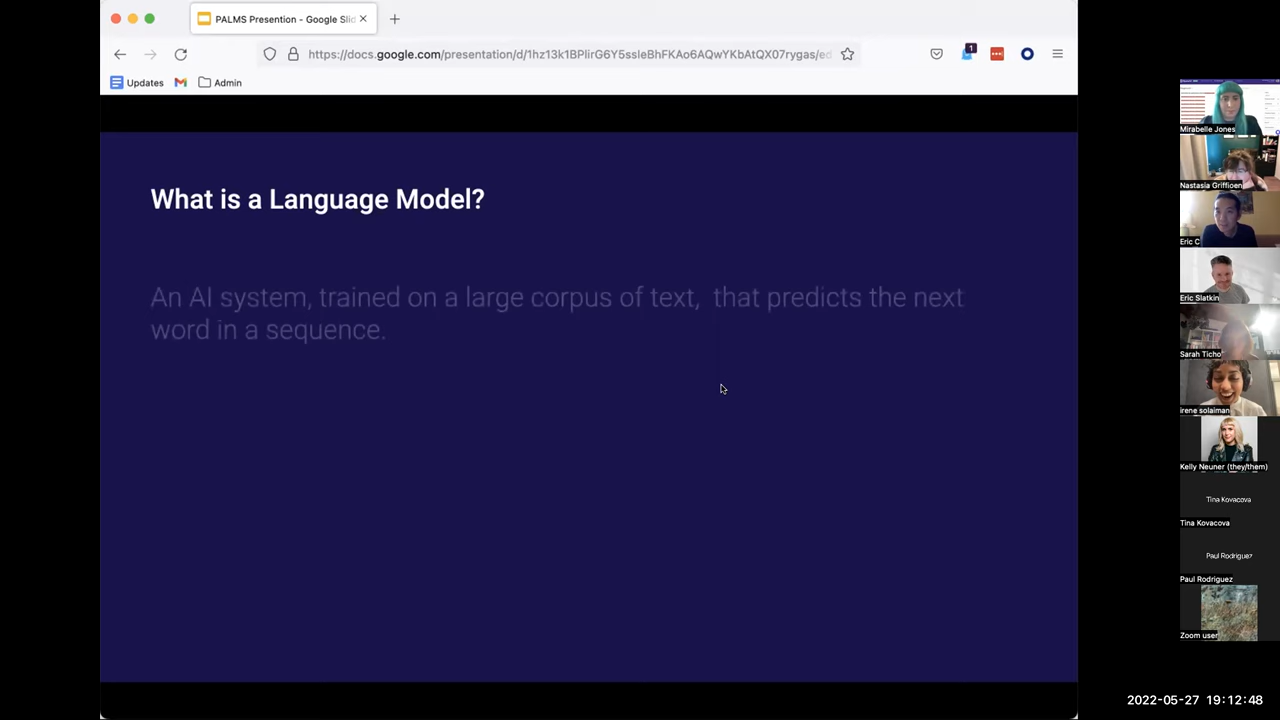 PALMS Presention - Google Slid
https://docs.google.com/presentation/d/1hz13k1BPlirG6Y5ssleBhFKAo6AQwYKbAtQX07rygas/ed
1
Updates
Admin
What is a Language Model?
An AI system, trained on a large corpus of text, that predicts the next
word in a sequence.
Mirabelle Jones
Nastasia Griffioen
Eric C
Eric Slatkin
Sarah Ticho
irene solaiman
Kelly Neuner (they/them)
Tina Kovacova
Tina Kovacova
Paul Rodriguez
Paul Rodriguez
Zoom user
2022-05-27 19:12:48